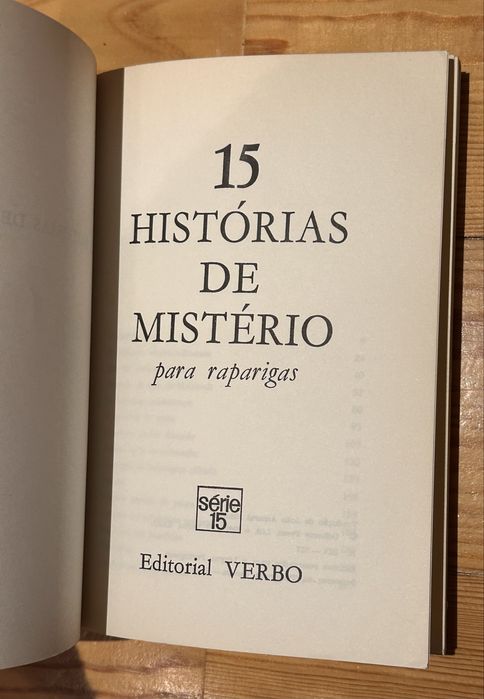 15
HISTÓRIAS
DE
MISTÉRIO
para raparigas
série
15
Editorial VERBO